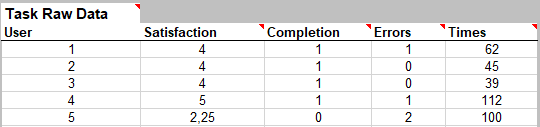 Task Raw Data
User Satisfaction Completion Errors Times
1 4 1 1 62
2 4 1 0 45
3 4 1 0 39
4 5 1 1 112
5 2,25 0 2 100